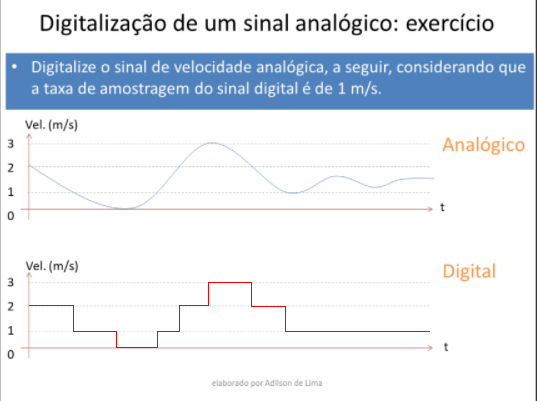 Digitalização de um sinal analógico: exercício
• Digitalize o sinal de velocidade analógica, a seguir, considerando que
a taxa de amostragem do sinal digital é de 1 m/s.
Vel. (m/s)
Analógico
3
2
1
0
t
Vel. (m/s)
Digital
3
2
1
0
t
elaborado por Adilson de Lima